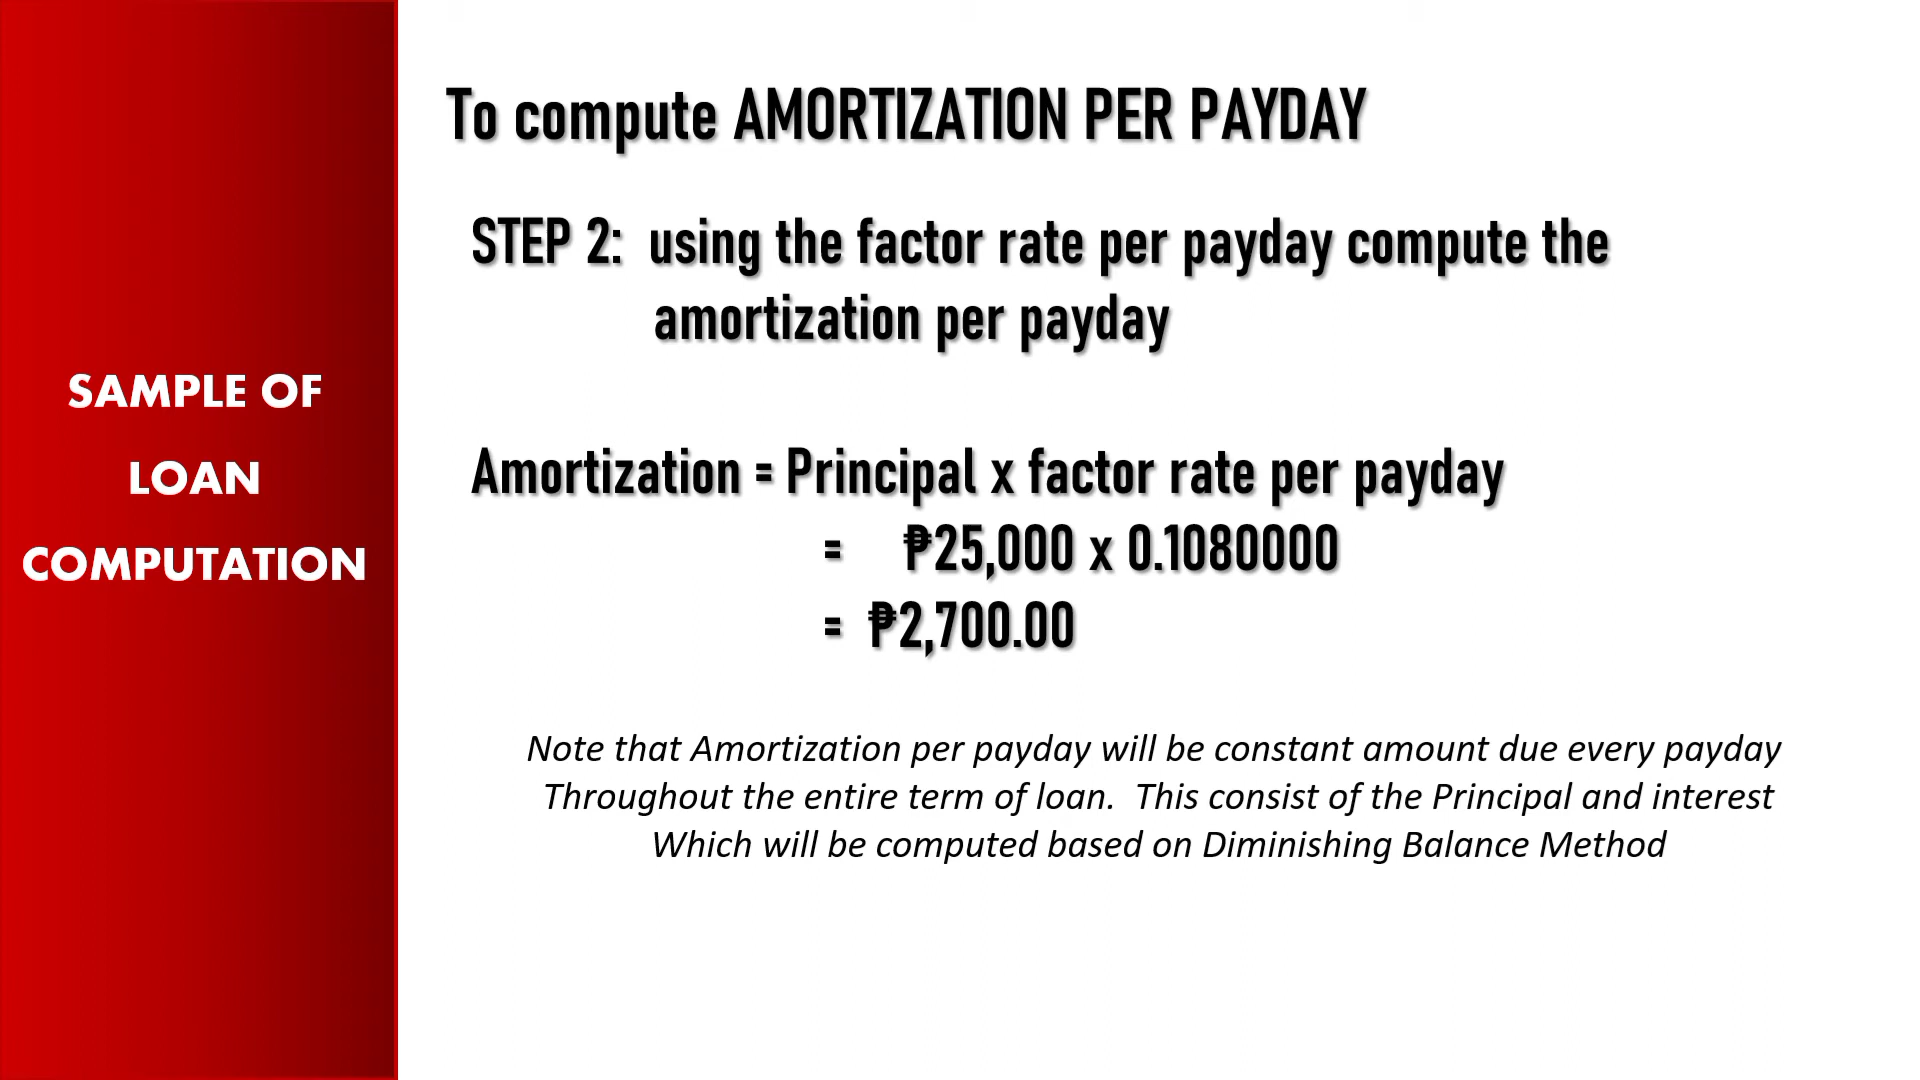 SAMPLE OF
LOAN
COMPUTATION
To compute AMORTIZATION PER PAYDAY
STEP 2: using the factor rate per payday compute the
amortization per payday
Amortization = Principal x factor rate per payday
= ₱25,000 x 0.1080000
= ₱2,700.00
Note that Amortization per payday will be constant amount due every payday
Throughout the entire term of loan. This consist of the Principal and interest
Which will be computed based on Diminishing Balance Method